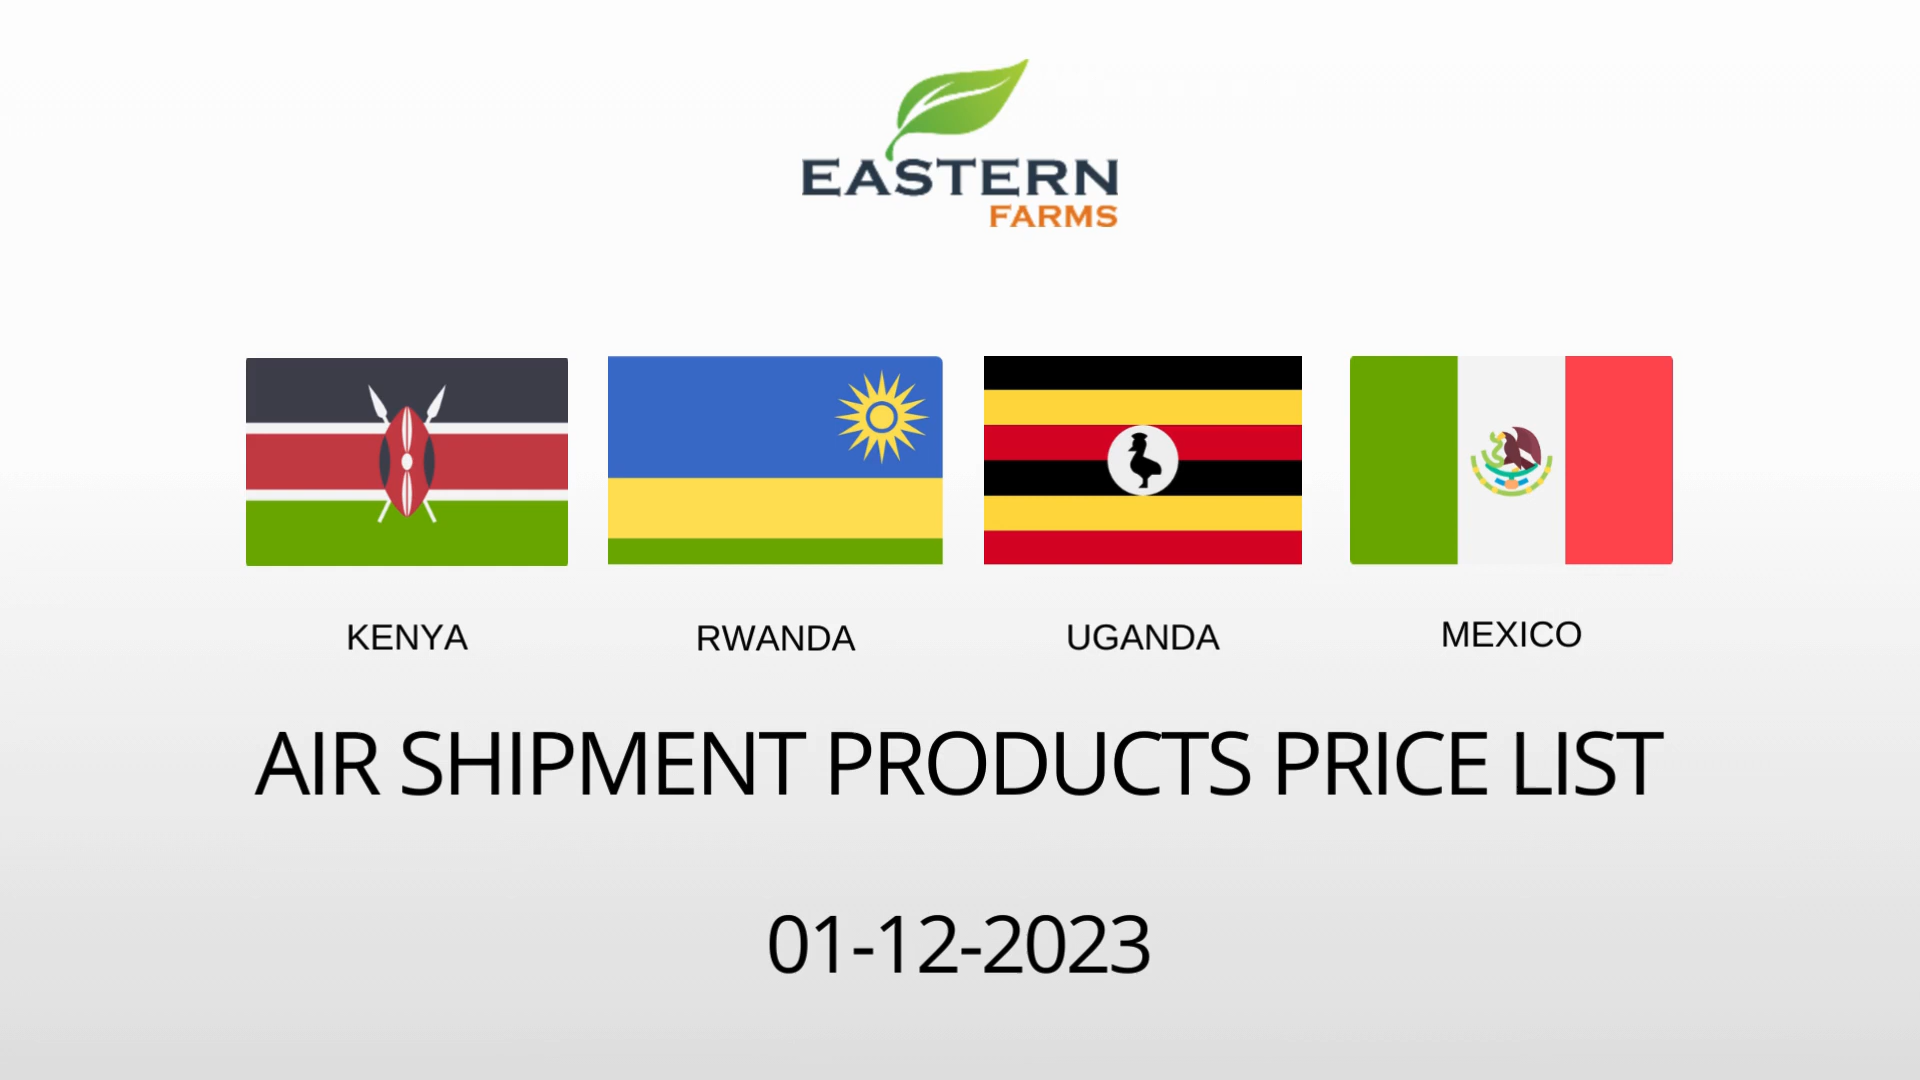 EASTERN
FARMS
KENYA
RWANDA
UGANDA
MEXICO
AIR SHIPMENT PRODUCTS PRICE LIST
01-12-2023